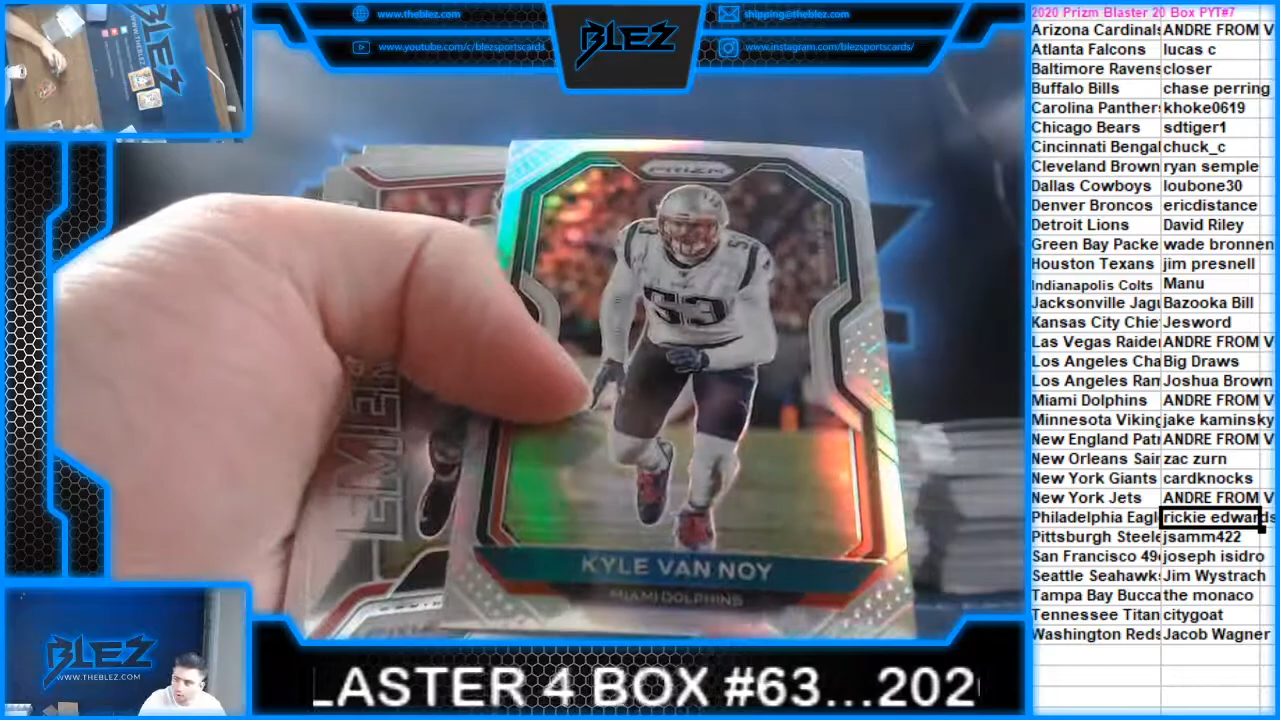 www.theblez.com
shipping@theblez.com
www.youtube.com/c/blezsportscards
www.instagram.com/blezsportscards/
BLEZ
PRIZM
53
KYLE VAN NOY
MIAMI DOLPHINS
BLEZ
WWW.THEBLEZ.COM
LASTER 4 BOX #63...202
2020 Prizm Blaster 20 Box PYT#7
Arizona Cardinals ANDRE FROM V
Atlanta Falcons lucas c
Baltimore Ravens closer
Buffalo Bills chase perring
Carolina Panther khoke0619
Chicago Bears sdtiger1
Cincinnati Bengal chuck_c
Cleveland Brown ryan semple
Dallas Cowboys loubone30
Denver Broncos ericdistance
Detroit Lions David Riley
Green Bay Packe wade bronnen
Houston Texans jim presnell
Indianapolis Colts Manu
Jacksonville Jagu Bazooka Bill
Kansas City Chie Jesword
Las Vegas Raide ANDRE FROM V
Los Angeles Cha Big Draws
Los Angeles Ram Joshua Brown
Miami Dolphins ANDRE FROM V
Minnesota Viking jake kaminsky
New England Patr ANDRE FROM V
New Orleans Sai zac zurn
New York Giants cardknocks
New York Jets ANDRE FROM V
Philadelphia Eagl rickie edwards
Pittsburgh Steele jsamm422
San Francisco 49 joseph isidro
Seattle Seahawk Jim Wystrach
Tampa Bay Bucca the monaco
Tennessee Titan citygoat
Washington Reds Jacob Wagner